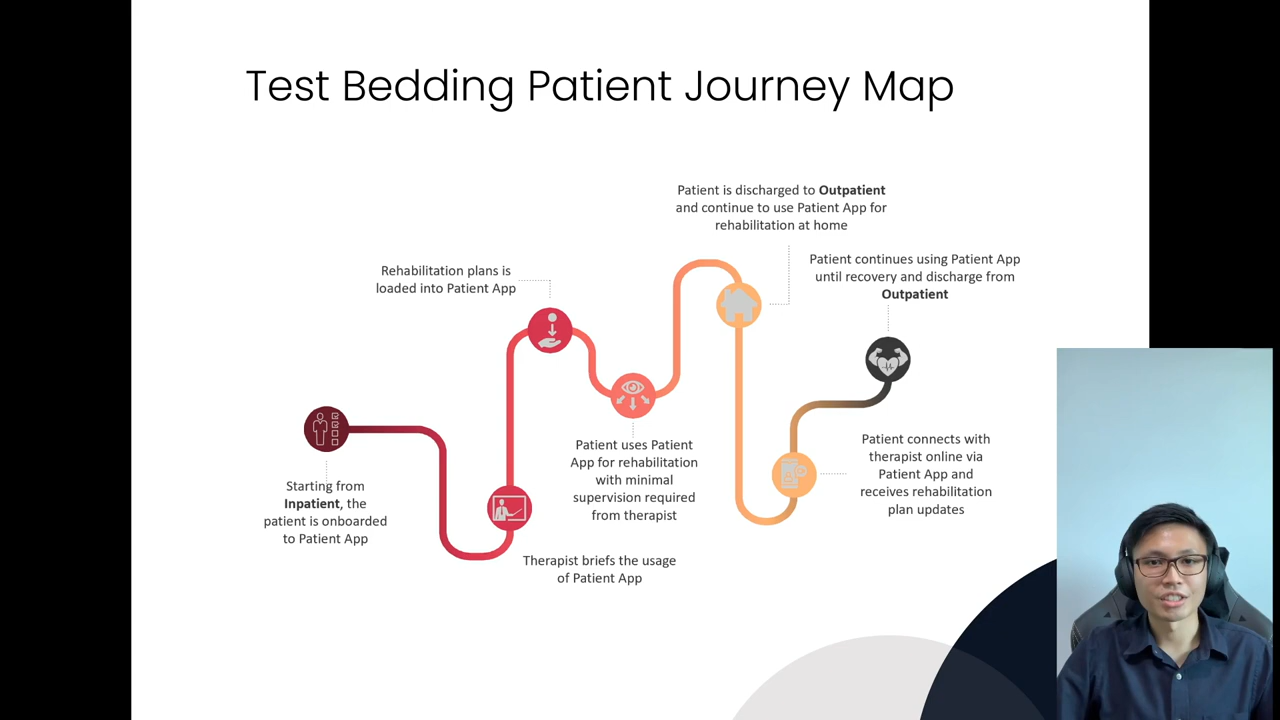 Test Bedding Patient Journey Map
Patient is discharged to Outpatient
and continue to use Patient App for
rehabilitation at home
Patient continues using Patient App
until recovery and discharge from
Outpatient
Rehabilitation plans is
loaded into Patient App
Patient uses Patient
App for rehabilitation
with minimal
supervision required
from therapist
Patient connects with
therapist online via
Patient App and
receives rehabilitation
plan updates
Starting from
Inpatient, the
patient is onboarded
to Patient App
Therapist briefs the usage
of Patient App